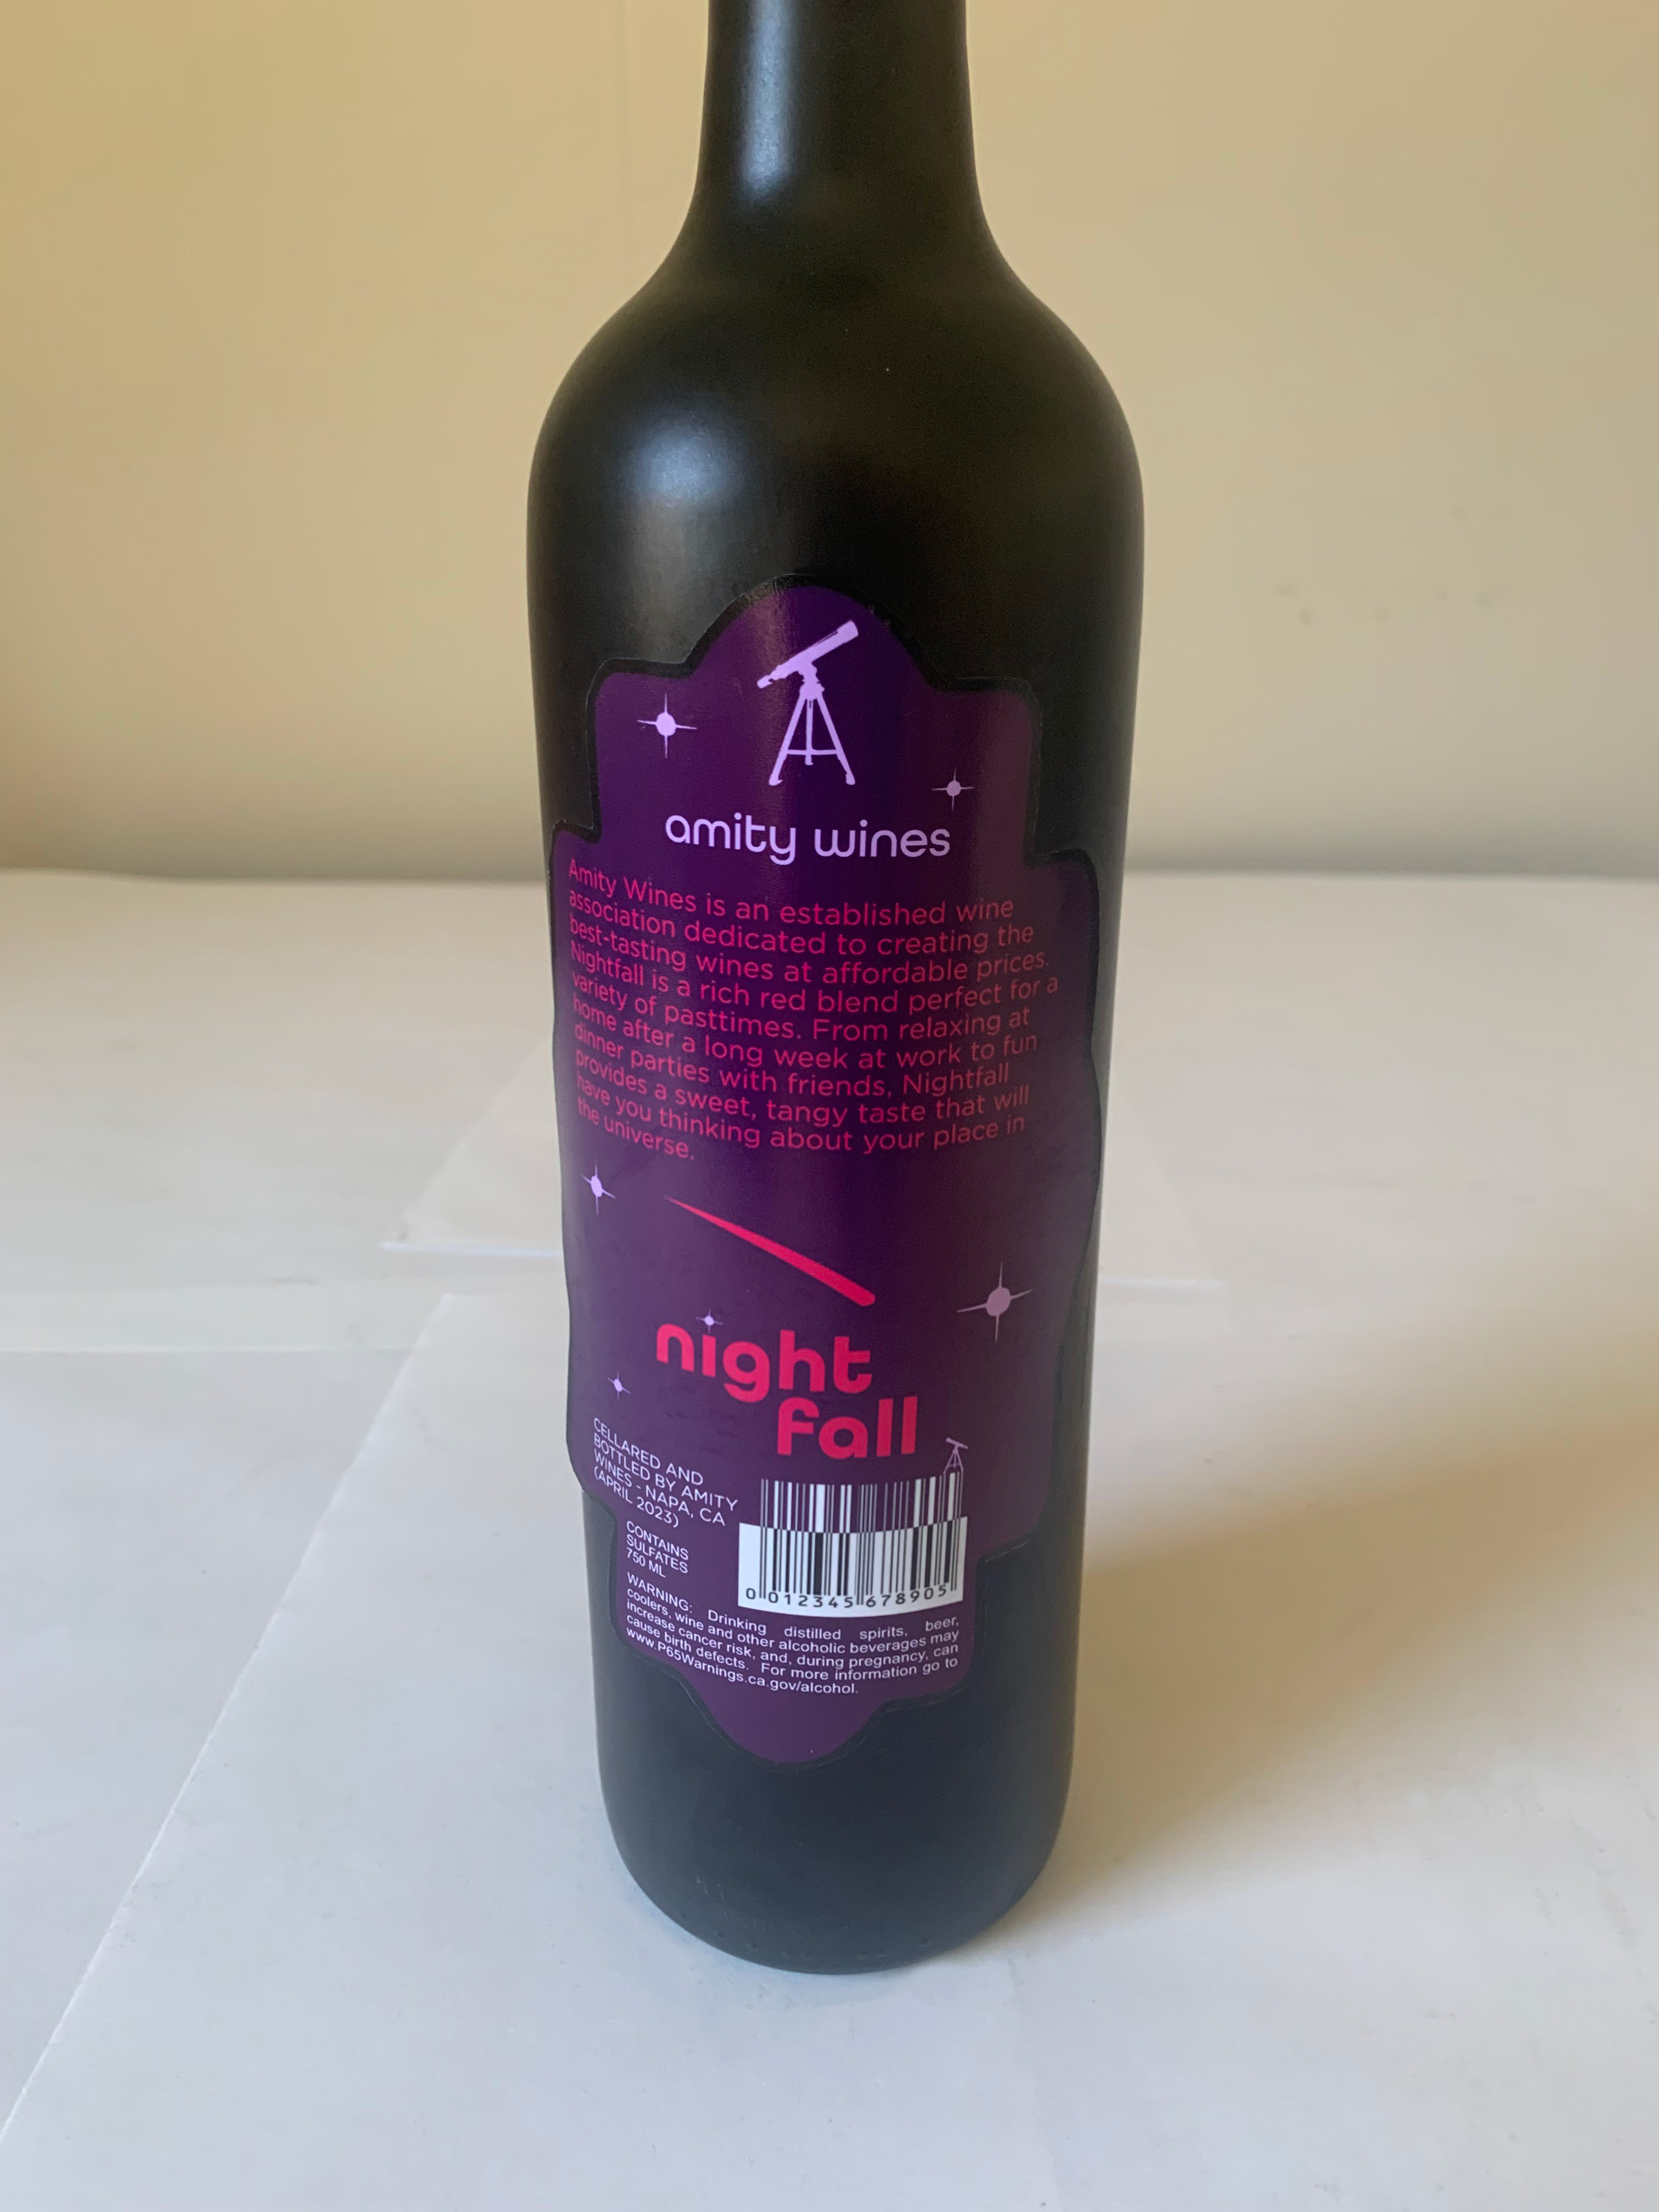 amity wines
Amity Wines is an established wine
association dedicated to creating the
best-tasting wines at affordable prices.
Nightfall is a rich red blend perfect for a
variety of pasttimes. From relaxing at
home after a long week at work to fun
dinner parties with friends, Nightfall
provides a sweet, tangy taste that will
have you thinking about your place in
the universe.
night
fall
CELLARED AND
BOTTLED BY AMITY
WINES - NAPA, CA
(APRIL 2023)
CONTAINS
SULFATES
750 ML
0 012345 678905
WARNING: Drinking distilled spirits, beer,
coolers, wine and other alcoholic beverages may
increase cancer risk, and, during pregnancy, can
cause birth defects. For more information go to
www.P65Warnings.ca.gov/alcohol.